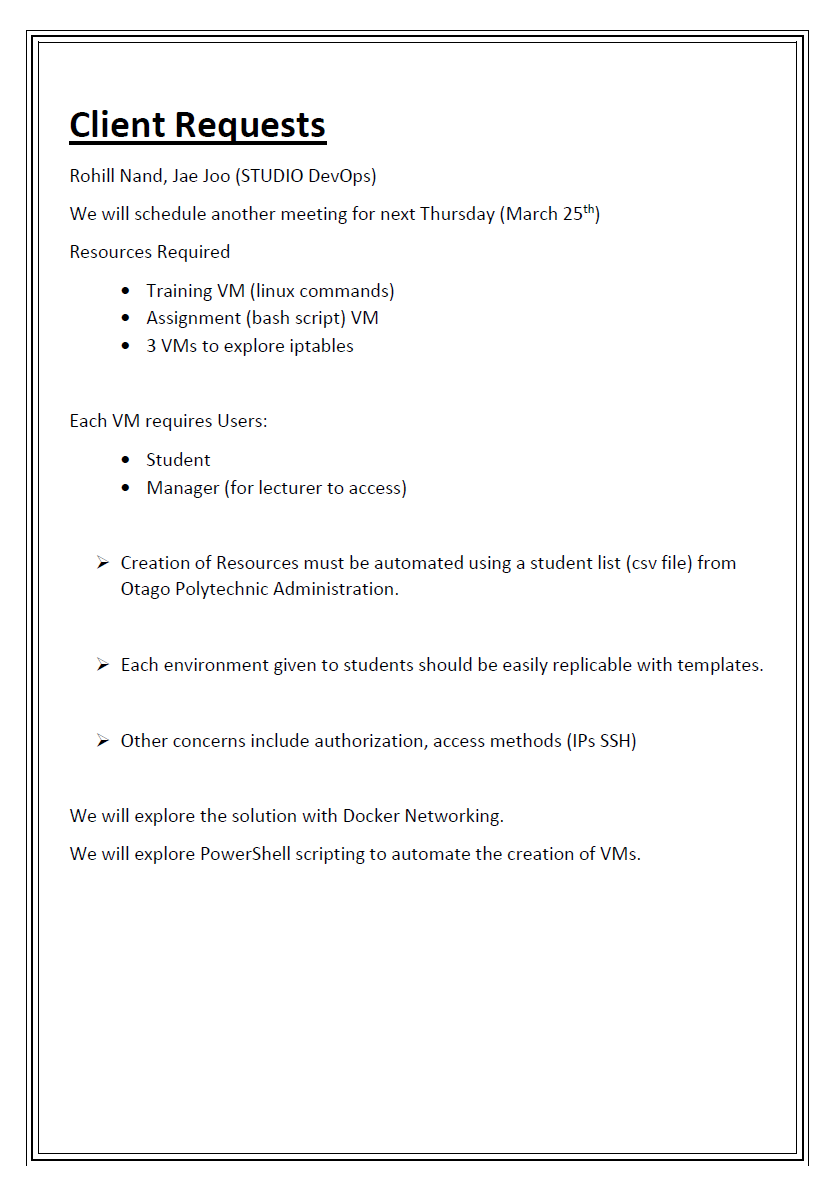 Client Requests
Rohill Nand, Jae Joo (STUDIO DevOps)
We will schedule another meeting for next Thursday (March 25th)
Resources Required
• Training VM (linux commands)
• Assignment (bash script) VM
• 3 VMs to explore iptables
Each VM requires Users:
• Student
• Manager (for lecturer to access)
➢ Creation of Resources must be automated using a student list (csv file) from
Otago Polytechnic Administration.
➢ Each environment given to students should be easily replicable with templates.
➢ Other concerns include authorization, access methods (IPs SSH)
We will explore the solution with Docker Networking.
We will explore PowerShell scripting to automate the creation of VMs.